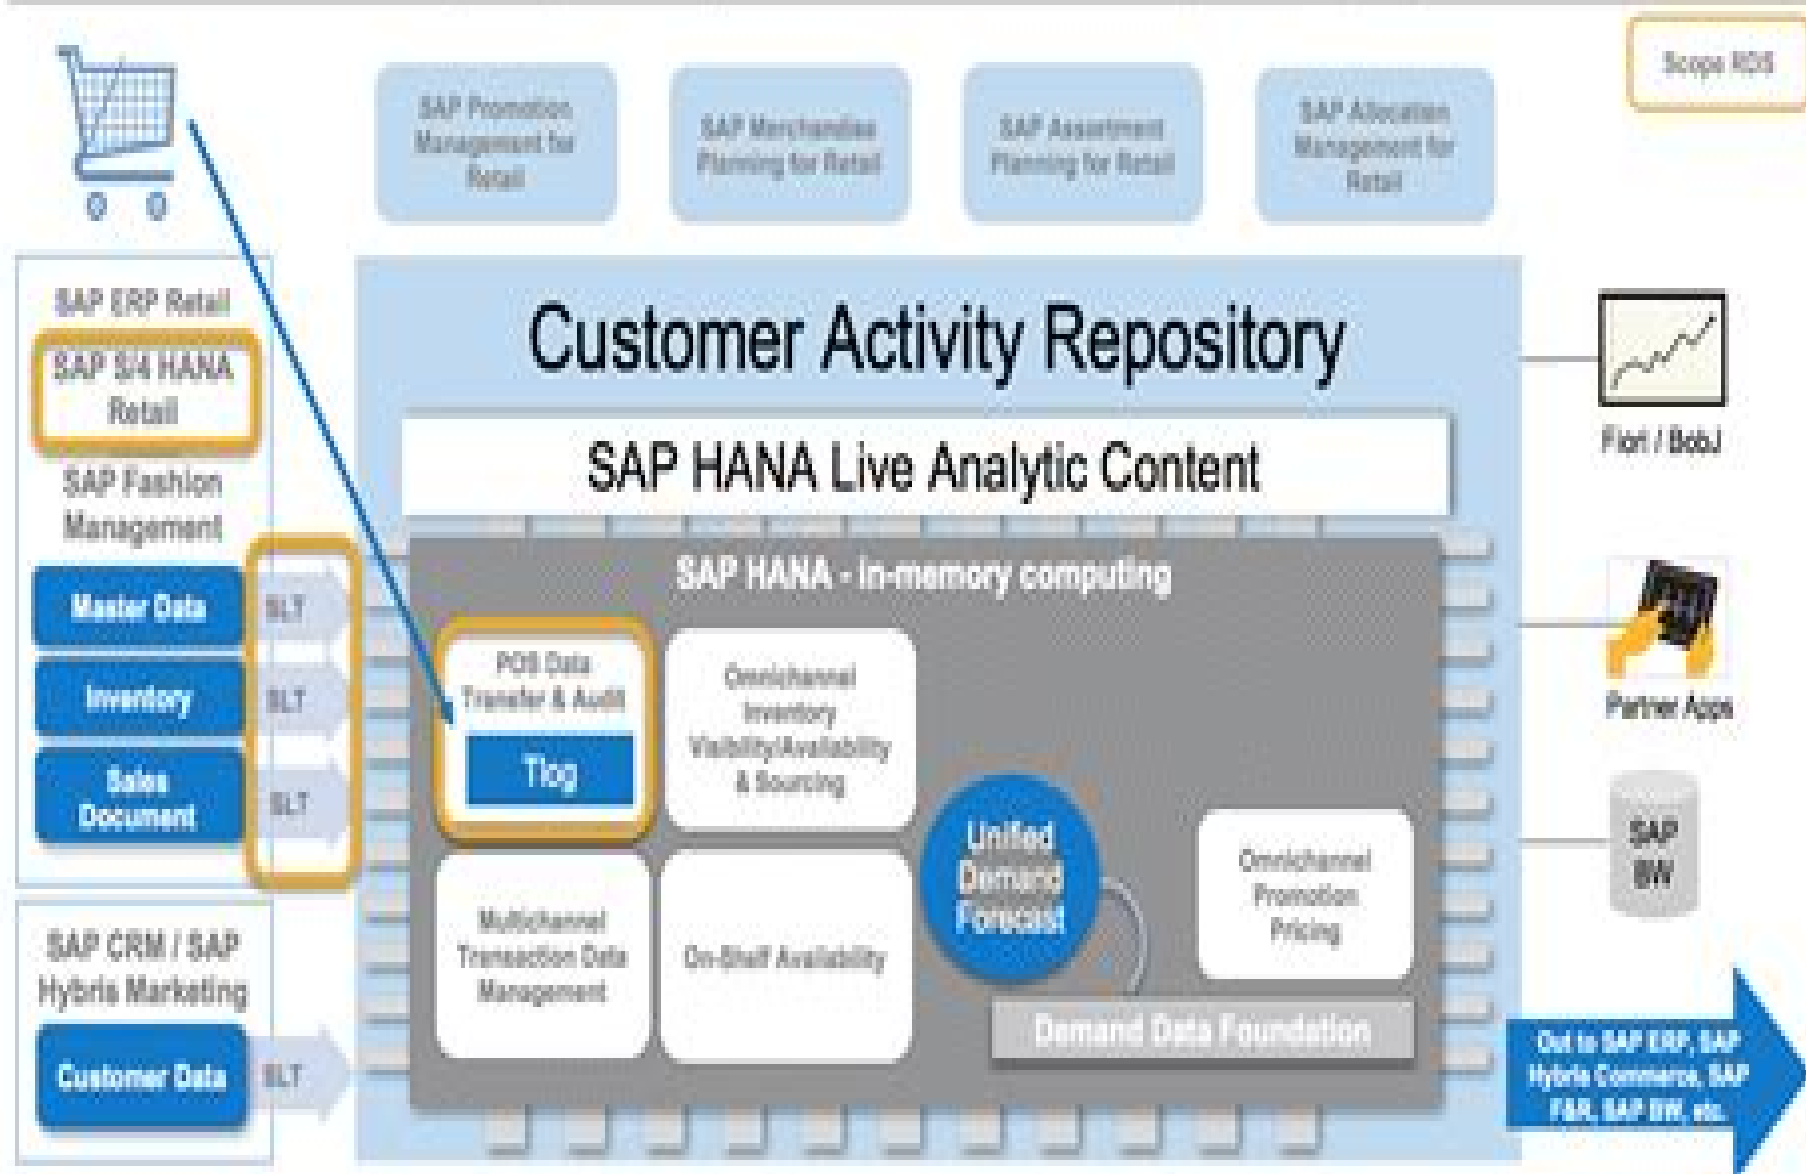 Scope RDS
SAP Promotion
Management for
Retail
SAP Merchandise
Planning for Retail
SAP Assortment
Planning for Retail
SAP Allocation
Management for
Retail
SAP ERP Retail
SAP S/4 HANA
Retail
SAP Fashion
Management
Master Data
SLT
Inventory
SLT
Sales
Document
SLT
SAP CRM / SAP
Hybris Marketing
Customer Data
SLT
Customer Activity Repository
SAP HANA Live Analytic Content
SAP HANA - in-memory computing
POS Data
Transfer & Audit
Tlog
Omnichannel
Inventory
Visibility/Availability
& Sourcing
Multichannel
Transaction Data
Management
On-Shelf Availability
Unified
Demand
Forecast
Omnichannel
Promotion
Pricing
Demand Data Foundation
Fiori / BobJ
Partner Apps
SAP
BW
Out to SAP ERP, SAP
Hybris Commerce, SAP
F&R, SAP BW, etc.